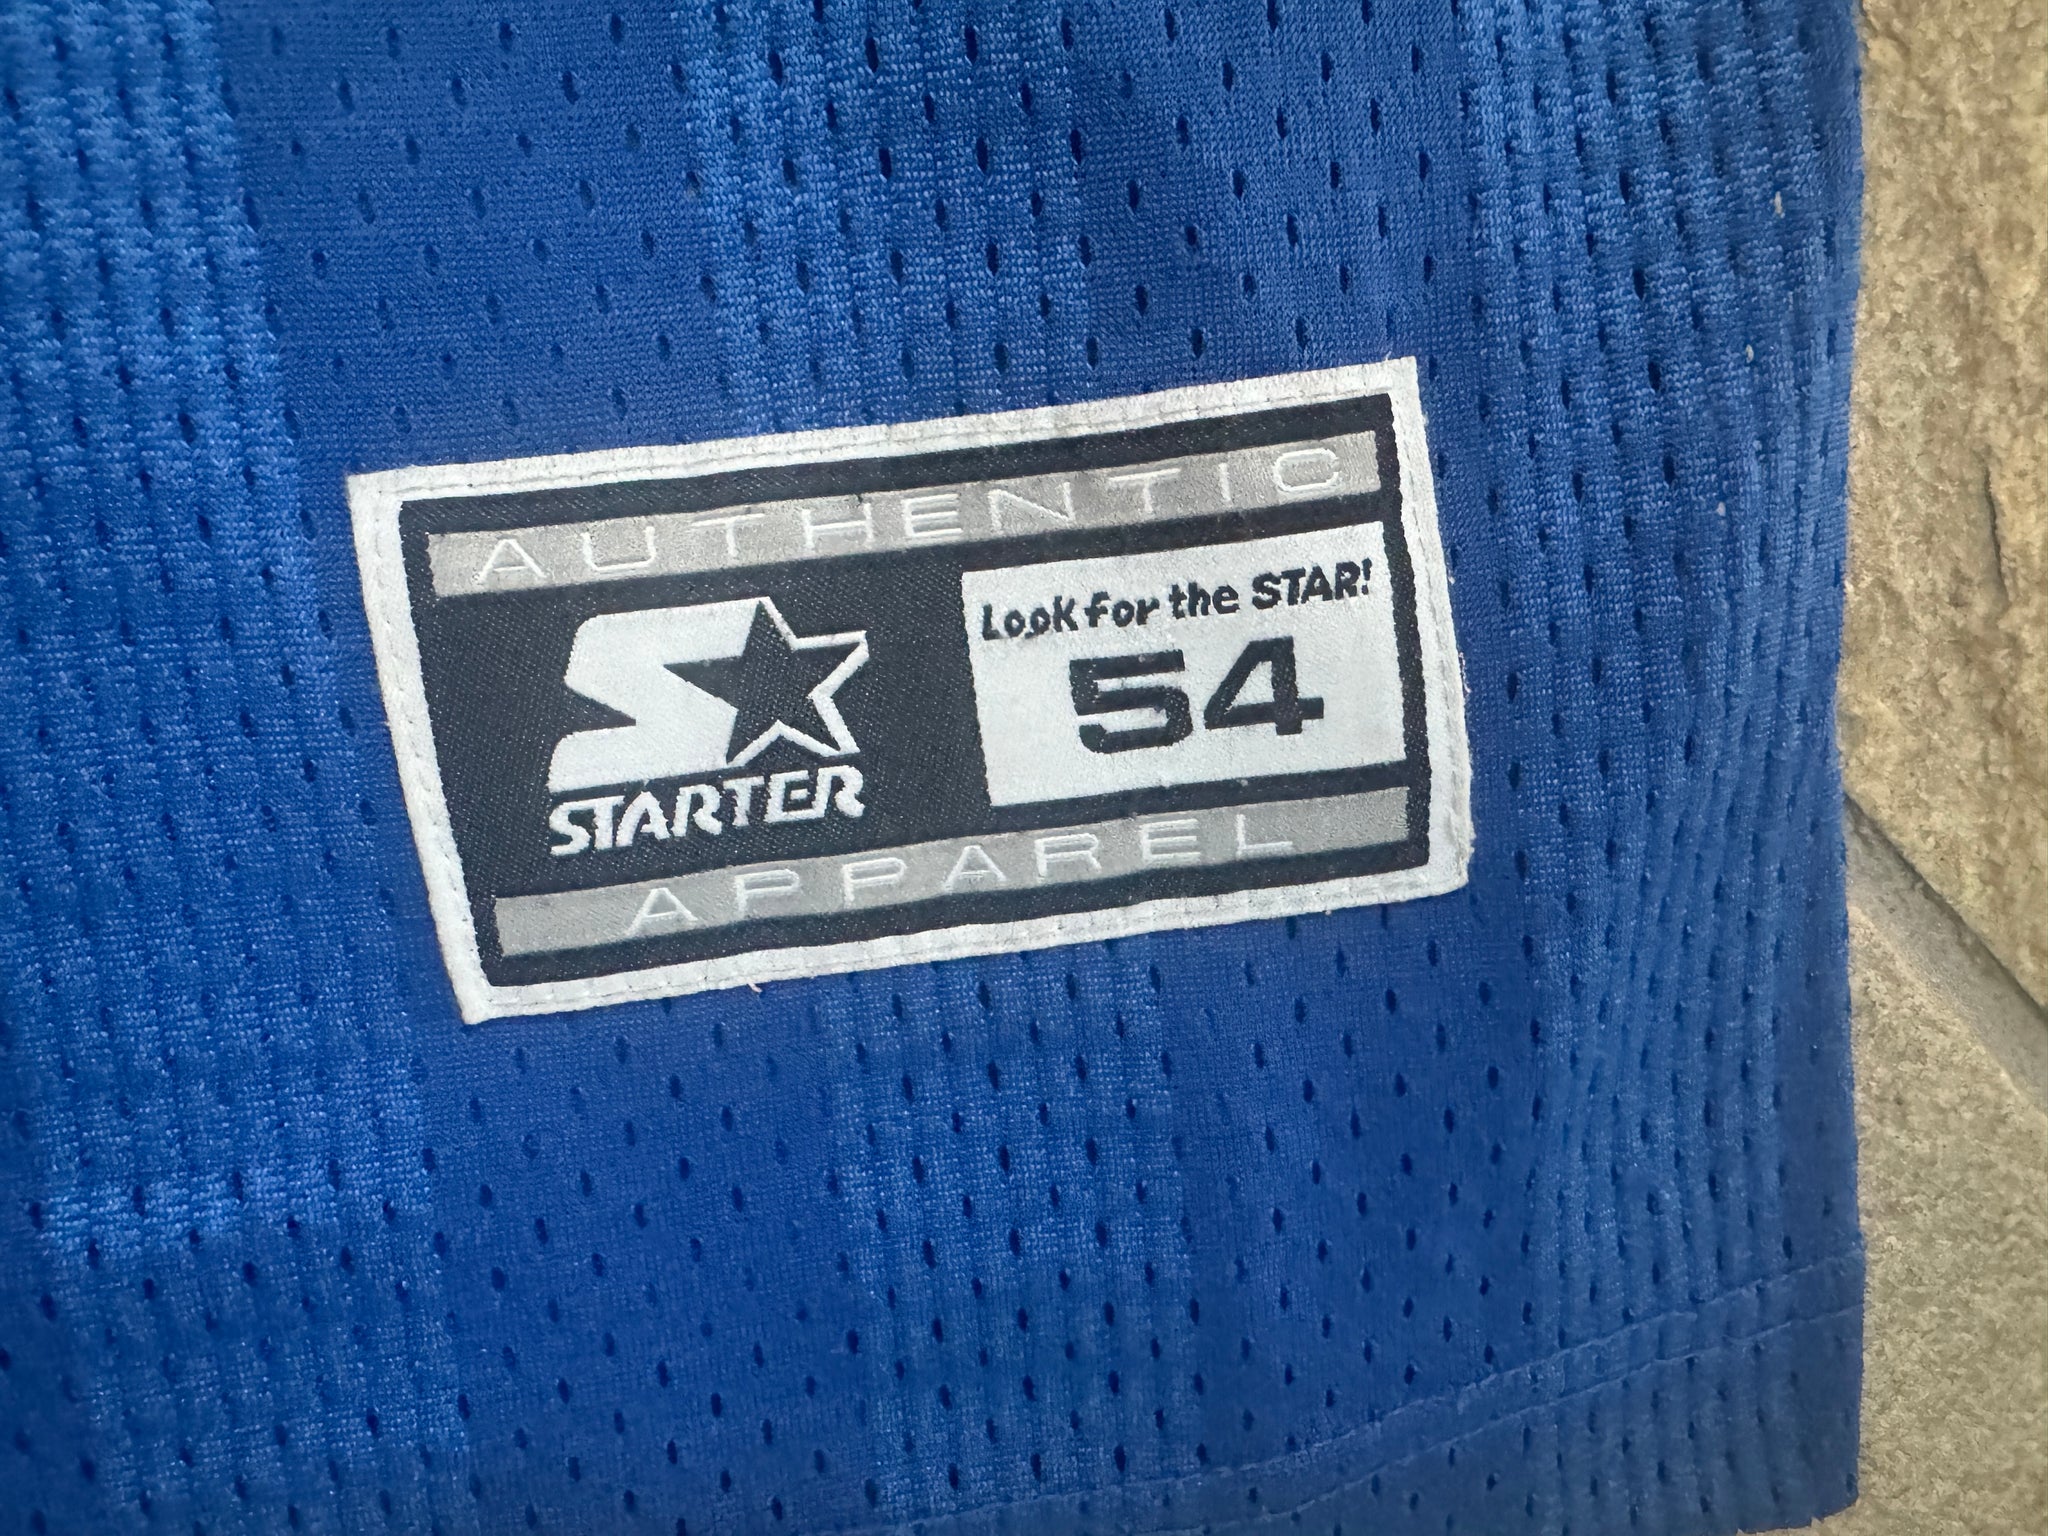 AUTHENTIC
Look for the STAR!
54
STARTER
APPAREL